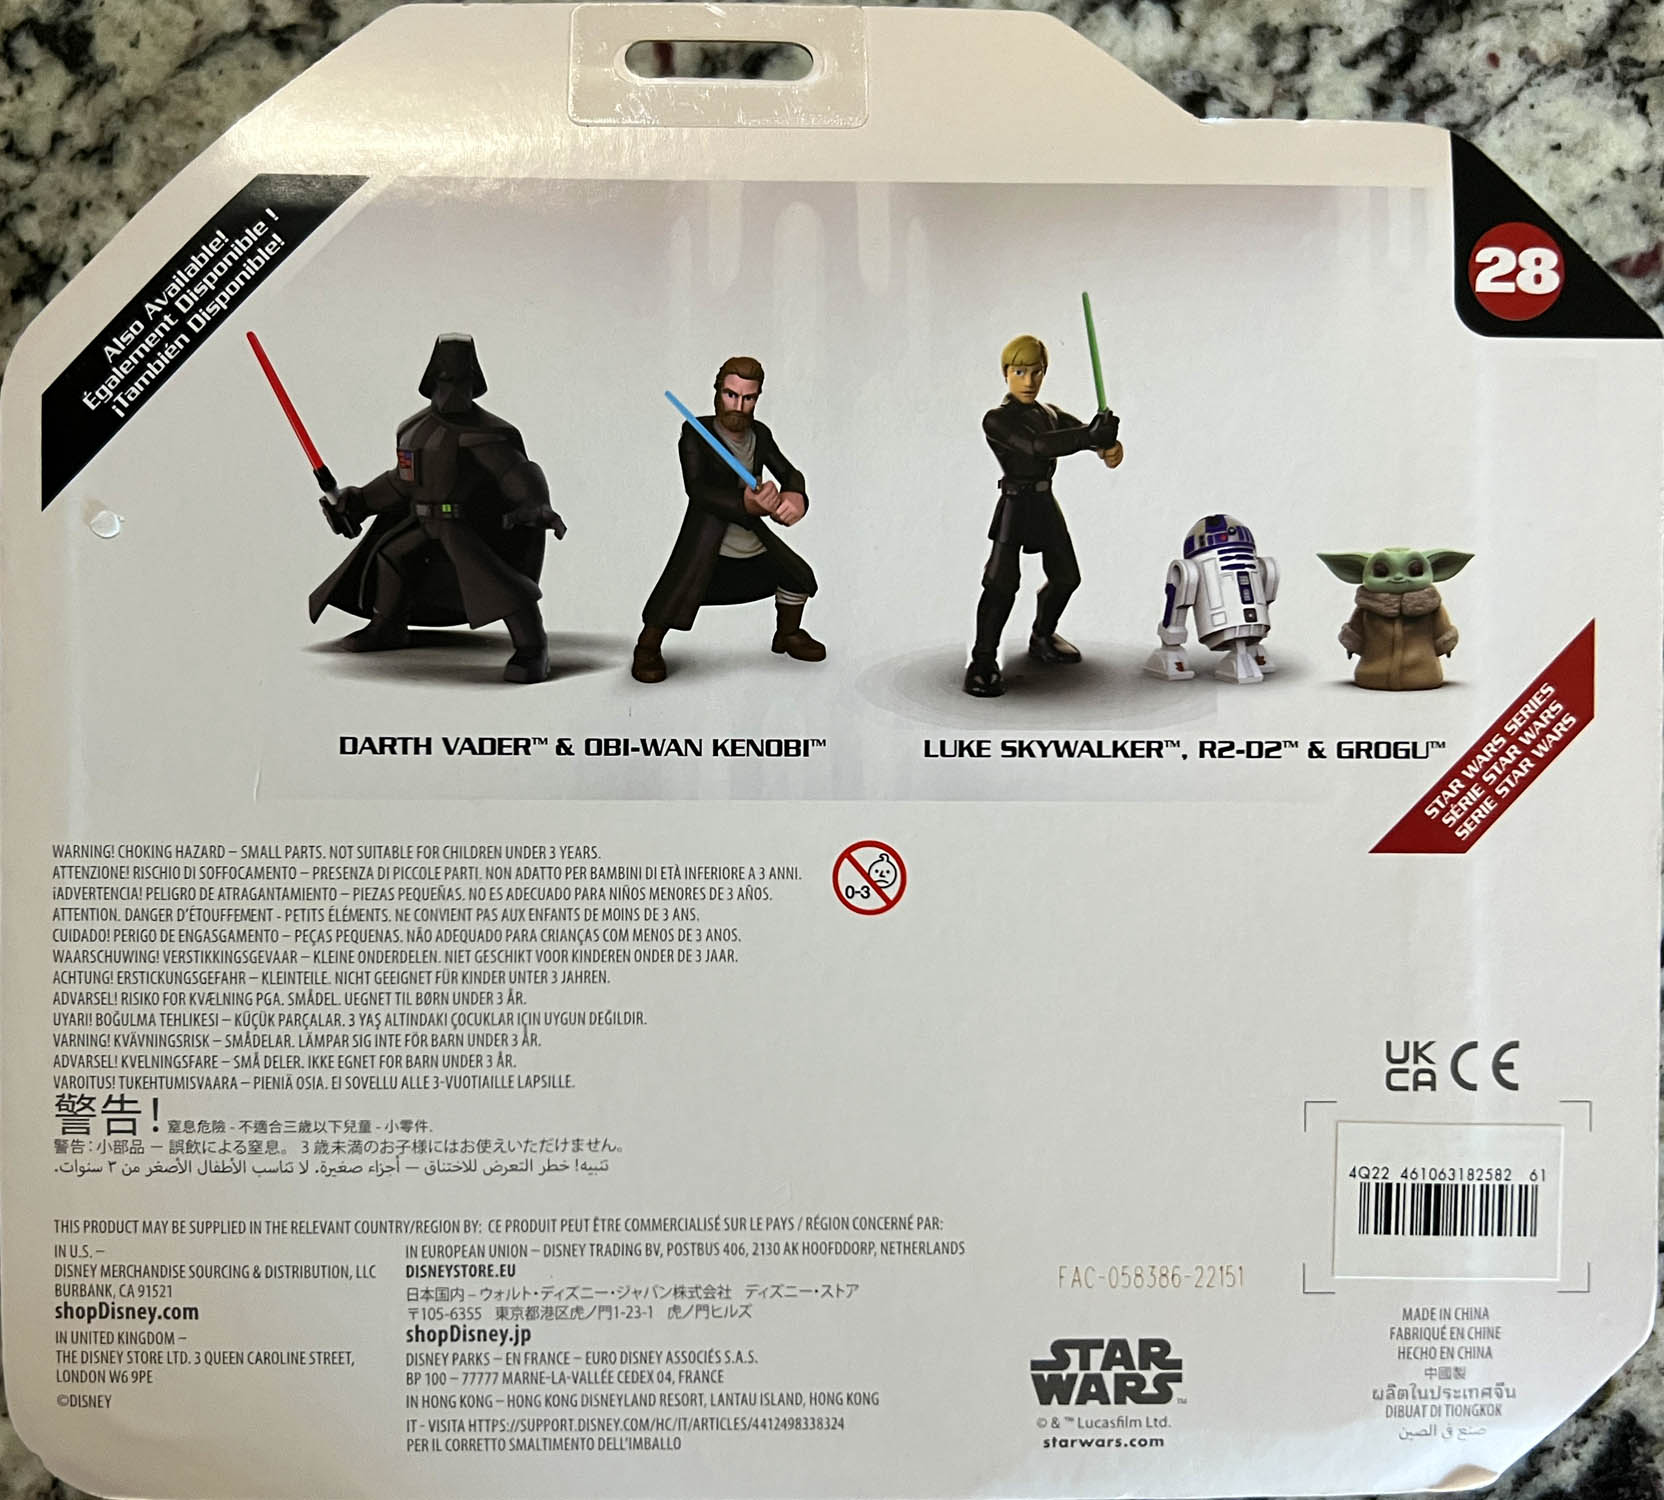 Also Available!
Également Disponible !
¡También Disponible!
28
DARTH VADER™ & OBI-WAN KENOBI™
LUKE SKYWALKER™, R2-D2™ & GROGU™
STAR WARS SERIES
SÉRIE STAR WARS
SERIE STAR WARS
WARNING! CHOKING HAZARD – SMALL PARTS. NOT SUITABLE FOR CHILDREN UNDER 3 YEARS.
ATTENZIONE! RISCHIO DI SOFFOCAMENTO – PRESENZA DI PICCOLE PARTI. NON ADATTO PER BAMBINI DI ETÀ INFERIORE A 3 ANNI.
¡ADVERTENCIA! PELIGRO DE ATRAGANTAMIENTO – PIEZAS PEQUEÑAS. NO ES ADECUADO PARA NIÑOS MENORES DE 3 AÑOS.
ATTENTION. DANGER D'ÉTOUFFEMENT - PETITS ÉLÉMENTS. NE CONVIENT PAS AUX ENFANTS DE MOINS DE 3 ANS.
CUIDADO! PERIGO DE ENGASGAMENTO – PEÇAS PEQUENAS. NÃO ADEQUADO PARA CRIANÇAS COM MENOS DE 3 ANOS.
WAARSCHUWING! VERSTIKKINGSGEVAAR – KLEINE ONDERDELEN. NIET GESCHIKT VOOR KINDEREN ONDER DE 3 JAAR.
ACHTUNG! ERSTICKUNGSGEFAHR – KLEINTEILE. NICHT GEEIGNET FÜR KINDER UNTER 3 JAHREN.
ADVARSEL! RISIKO FOR KVÆLNING PGA. SMÅDEL. UEGNET TIL BØRN UNDER 3 ÅR.
UYARI! BOĞULMA TEHLIKESI – KÜÇÜK PARÇALAR. 3 YAŞ ALTINDAKI ÇOCUKLAR IÇIN UYGUN DEĞILDIR.
VARNING! KVÄVNINGSRISK – SMÅDELAR. LÄMPAR SIG INTE FÖR BARN UNDER 3 ÅR.
ADVARSEL! KVELNINGSFARE – SMÅ DELER. IKKE EGNET FOR BARN UNDER 3 ÅR.
VAROITUS! TUKEHTUMISVAARA – PIENIÄ OSIA. EI SOVELLU ALLE 3-VUOTIAILLE LAPSILLE.
警告! 窒息危險 - 不適合三歲以下兒童 - 小零件.
警告：小部品 – 誤飲による窒息。 3 歳未満のお子様にはお使えいただけません。
تنبيه! خطر التعرض للاختناق – أجزاء صغيرة. لا تناسب الأطفال الأصغر من ٣ سنوات.
0-3
UK
CA CE
4Q22 461063182582 61
THIS PRODUCT MAY BE SUPPLIED IN THE RELEVANT COUNTRY/REGION BY: CE PRODUIT PEUT ÊTRE COMMERCIALISÉ SUR LE PAYS / RÉGION CONCERNÉ PAR:
IN U.S. –
DISNEY MERCHANDISE SOURCING & DISTRIBUTION, LLC
BURBANK, CA 91521
shopDisney.com
IN UNITED KINGDOM –
THE DISNEY STORE LTD. 3 QUEEN CAROLINE STREET,
LONDON W6 9PE
©DISNEY
IN EUROPEAN UNION – DISNEY TRADING BV, POSTBUS 406, 2130 AK HOOFDDORP, NETHERLANDS
DISNEYSTORE.EU
日本国内 – ウォルト・ディズニー・ジャパン株式会社 ディズニー・ストア
〒105-6355 東京都港区虎ノ門1-23-1 虎ノ門ヒルズ
shopDisney.jp
DISNEY PARKS – EN FRANCE – EURO DISNEY ASSOCIÉS S.A.S.
BP 100 – 77777 MARNE-LA-VALLÉE CEDEX 04, FRANCE
IN HONG KONG – HONG KONG DISNEYLAND RESORT, LANTAU ISLAND, HONG KONG
IT - VISITA HTTPS://SUPPORT.DISNEY.COM/HC/IT/ARTICLES/4412498338324
PER IL CORRETTO SMALTIMENTO DELL'IMBALLO
FAC-058386-22151
STAR
WARS™
© & ™ Lucasfilm Ltd.
starwars.com
MADE IN CHINA
FABRIQUÉ EN CHINE
HECHO EN CHINA
中國製
ผลิตในประเทศจีน
DIBUAT DI TIONGKOK
صنع في الصين